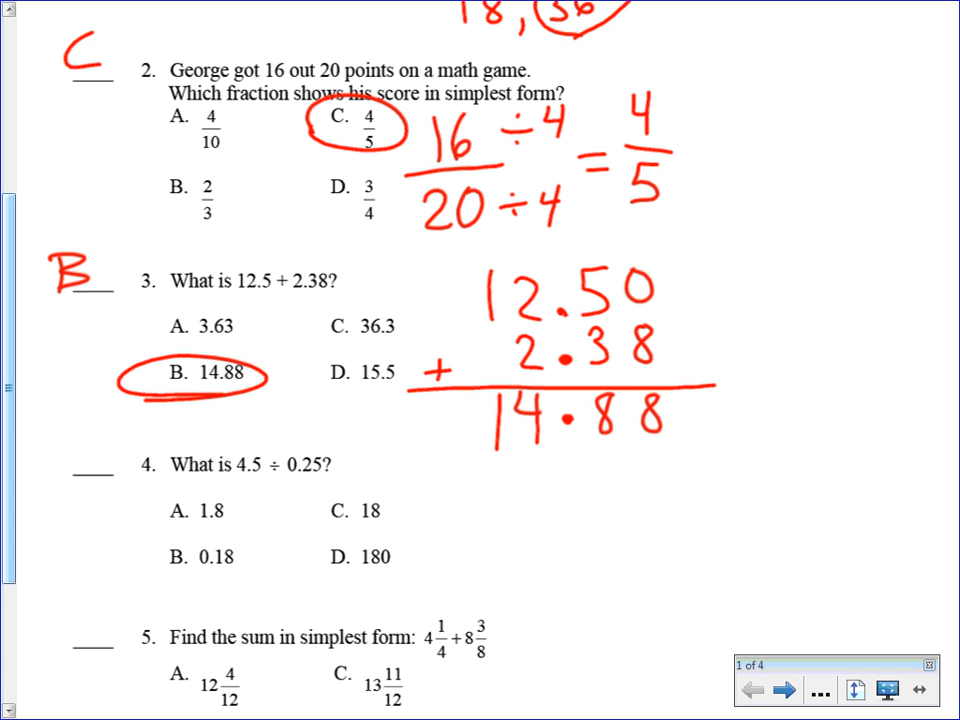 18, 36
C
2. George got 16 out 20 points on a math game.
Which fraction shows his score in simplest form?
A. 4/10 C. 4/5
B. 2/3 D. 3/4
16 ÷ 4 = 4
20 ÷ 4 5
B
3. What is 12.5 + 2.38?
A. 3.63 C. 36.3
B. 14.88 D. 15.5
12.50
+ 2.38
14.88
4. What is 4.5 ÷ 0.25?
A. 1.8 C. 18
B. 0.18 D. 180
5. Find the sum in simplest form: 4 1/4 + 8 3/8
A. 12 4/12 C. 13 11/12
1 of 4